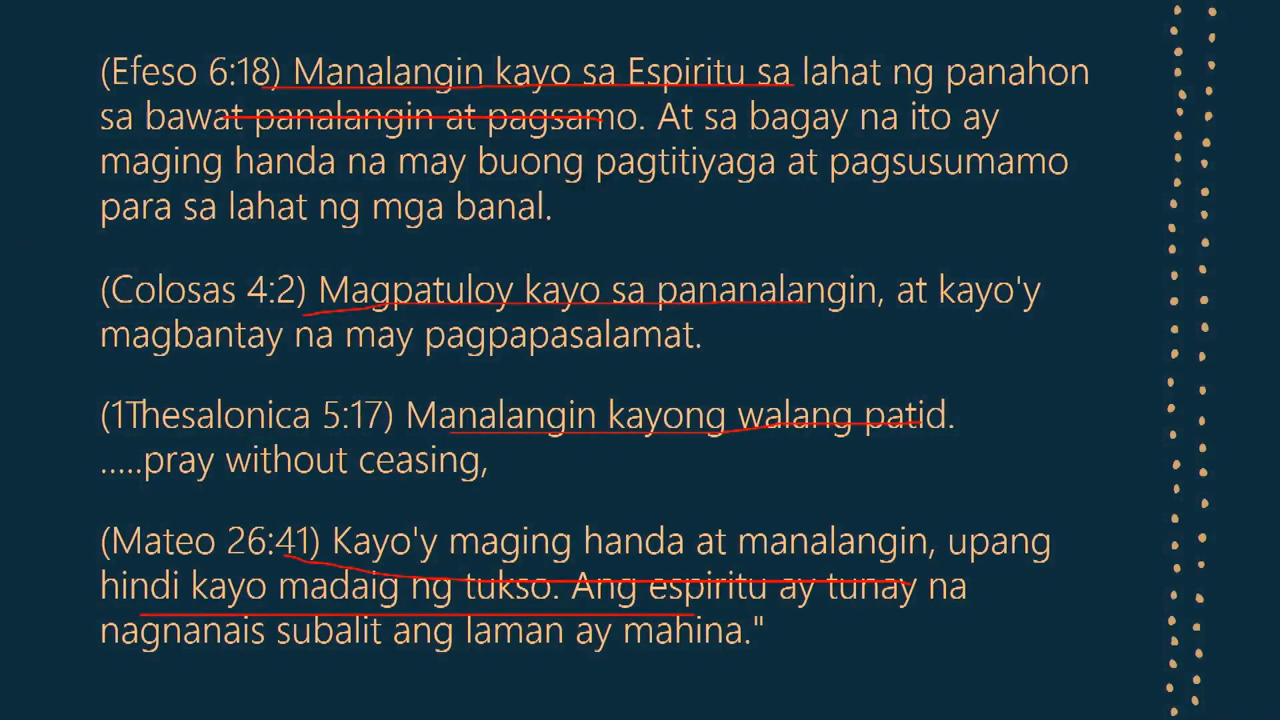 (Efeso 6:18) Manalangin kayo sa Espiritu sa lahat ng panahon
sa bawat panalangin at pagsamo. At sa bagay na ito ay
maging handa na may buong pagtitiyaga at pagsusumamo
para sa lahat ng mga banal.
(Colosas 4:2) Magpatuloy kayo sa pananalangin, at kayo'y
magbantay na may pagpapasalamat.
(1Thesalonica 5:17) Manalangin kayong walang patid.
.....pray without ceasing,
(Mateo 26:41) Kayo'y maging handa at manalangin, upang
hindi kayo madaig ng tukso. Ang espiritu ay tunay na
nagnanais subalit ang laman ay mahina."